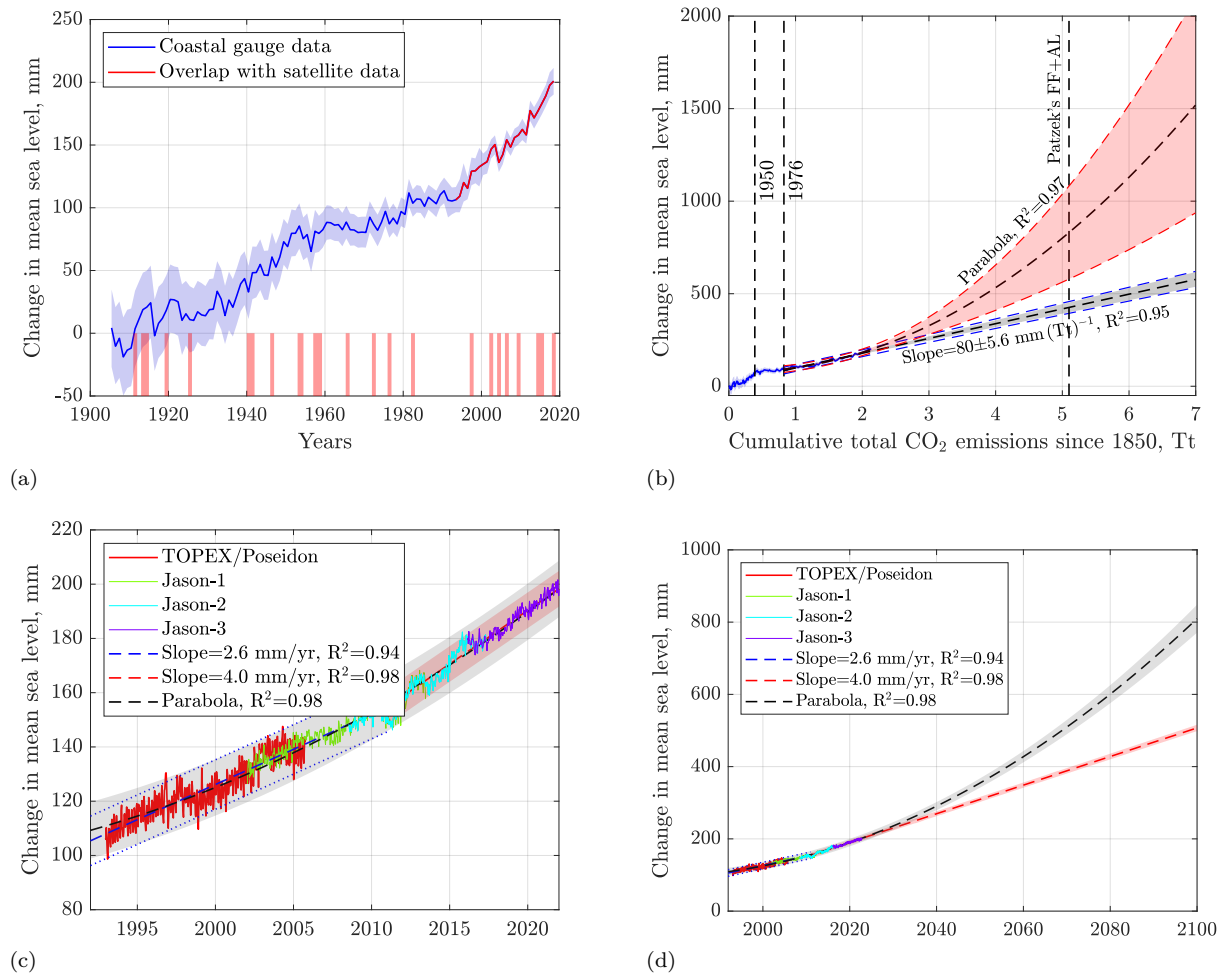 250
200
150
100
50
0
-50
Change in mean sea level, mm
Coastal gauge data
Overlap with satellite data
1900 1920 1940 1960 1980 2000 2020
Years
(a)
2000
1500
1000
500
0
Change in mean sea level, mm
1950
1976
Patzek's FF+AL
Parabola, R²=0.97
Slope=80±5.6 mm (Tt)⁻¹, R²=0.95
0 1 2 3 4 5 6 7
Cumulative total CO₂ emissions since 1850, Tt
(b)
220
200
180
160
140
120
100
80
Change in mean sea level, mm
TOPEX/Poseidon
Jason-1
Jason-2
Jason-3
Slope=2.6 mm/yr, R²=0.94
Slope=4.0 mm/yr, R²=0.98
Parabola, R²=0.98
1995 2000 2005 2010 2015 2020
(c)
1000
800
600
400
200
0
Change in mean sea level, mm
TOPEX/Poseidon
Jason-1
Jason-2
Jason-3
Slope=2.6 mm/yr, R²=0.94
Slope=4.0 mm/yr, R²=0.98
Parabola, R²=0.98
2000 2020 2040 2060 2080 2100
(d)